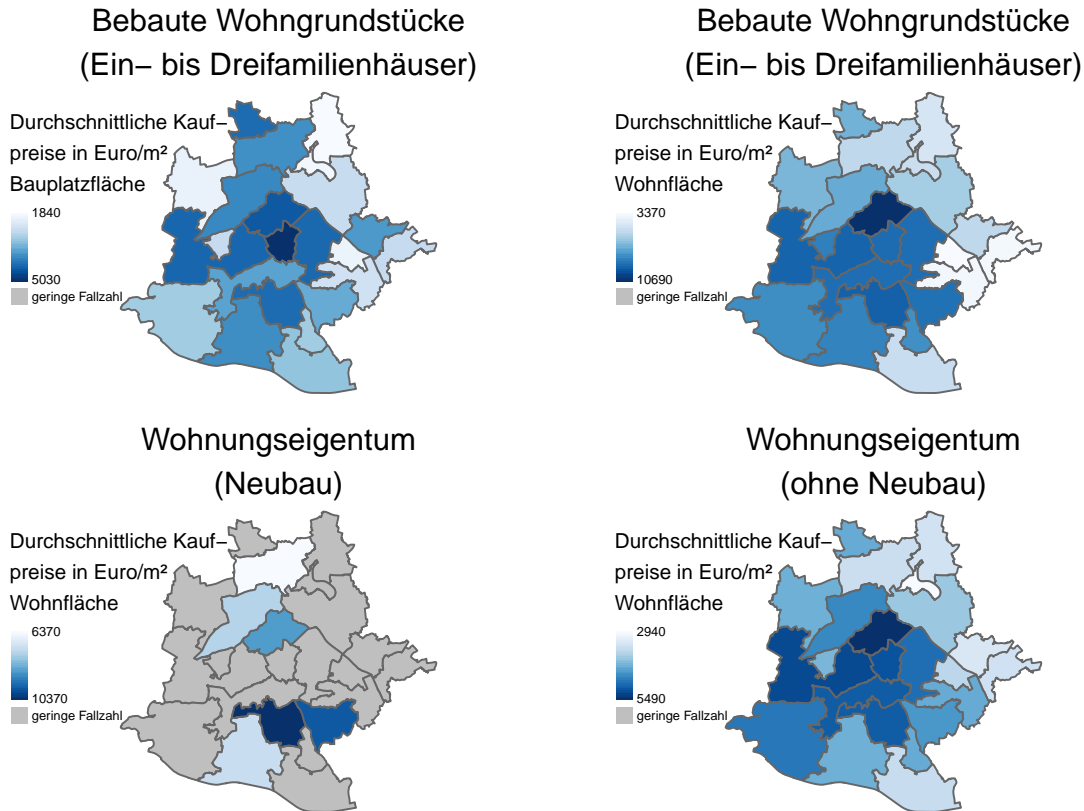 Bebaute Wohngrundstücke
(Ein– bis Dreifamilienhäuser)
Durchschnittliche Kauf–
preise in Euro/m²
Bauplatzfläche
1840
5030
geringe Fallzahl
Bebaute Wohngrundstücke
(Ein– bis Dreifamilienhäuser)
Durchschnittliche Kauf–
preise in Euro/m²
Wohnfläche
3370
10690
geringe Fallzahl
Wohnungseigentum
(Neubau)
Durchschnittliche Kauf–
preise in Euro/m²
Wohnfläche
6370
10370
geringe Fallzahl
Wohnungseigentum
(ohne Neubau)
Durchschnittliche Kauf–
preise in Euro/m²
Wohnfläche
2940
5490
geringe Fallzahl